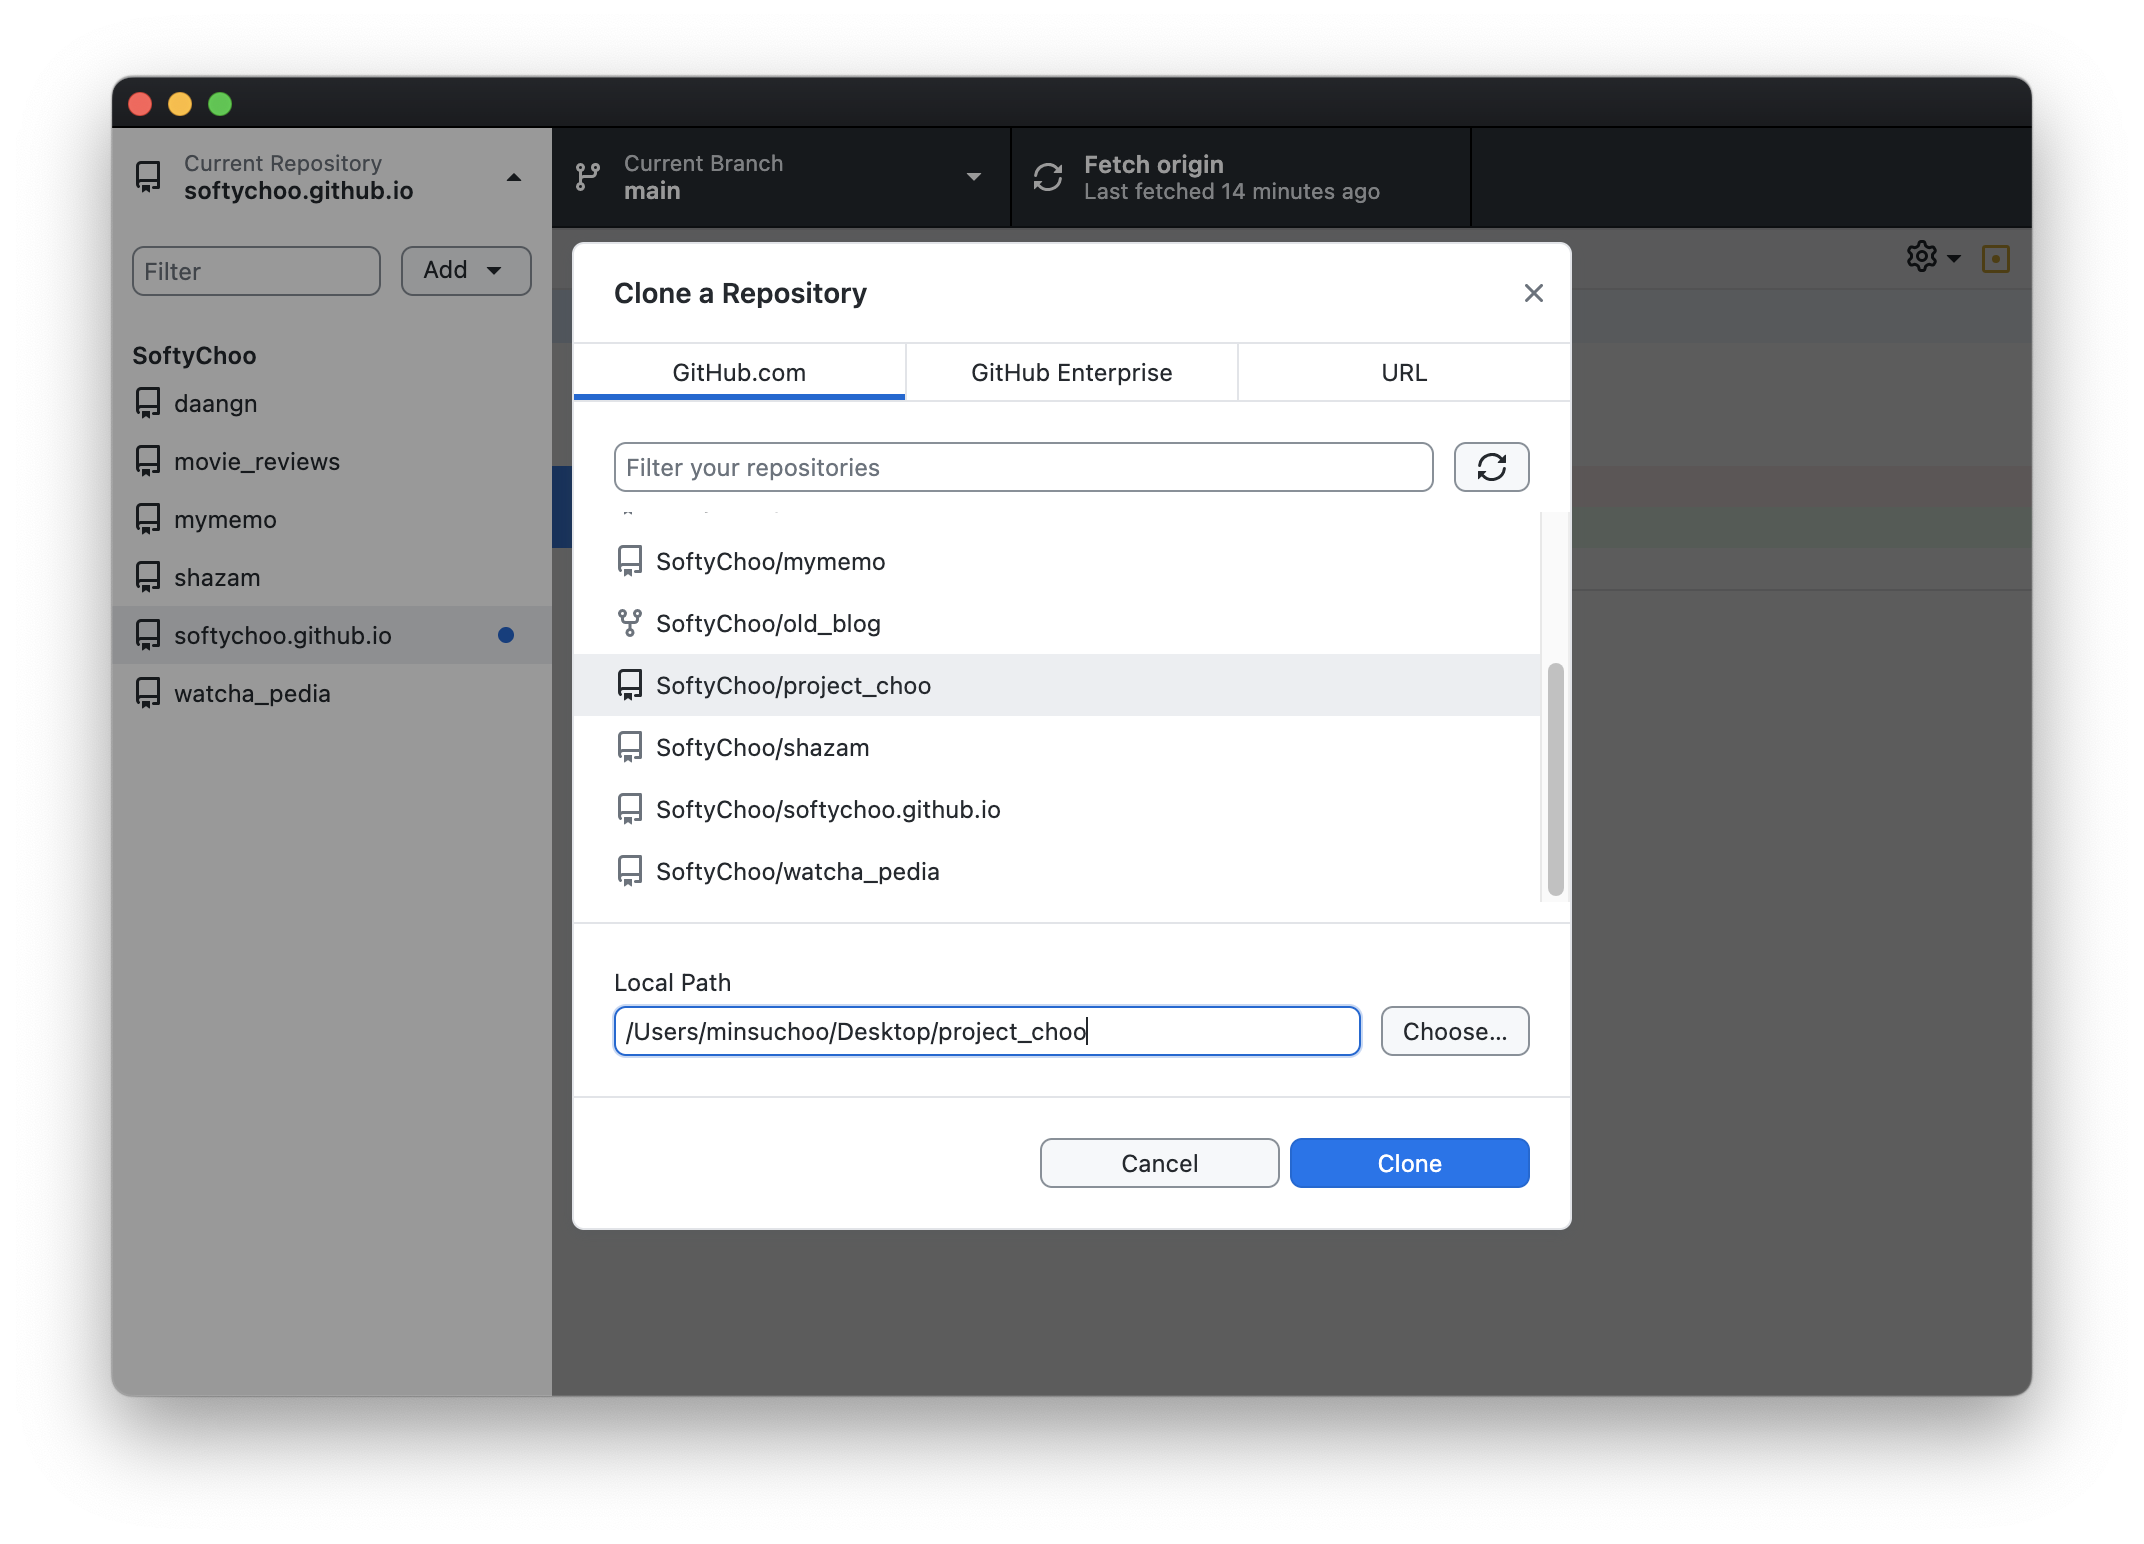 Current Repository
softychoo.github.io
Current Branch
main
Fetch origin
Last fetched 14 minutes ago
Filter
Add
SoftyChoo
daangn
movie_reviews
mymemo
shazam
softychoo.github.io
watcha_pedia
Clone a Repository
GitHub.com
GitHub Enterprise
URL
Filter your repositories
SoftyChoo/mymemo
SoftyChoo/old_blog
SoftyChoo/project_choo
SoftyChoo/shazam
SoftyChoo/softychoo.github.io
SoftyChoo/watcha_pedia
Local Path
/Users/minsuchoo/Desktop/project_choo
Choose...
Cancel
Clone